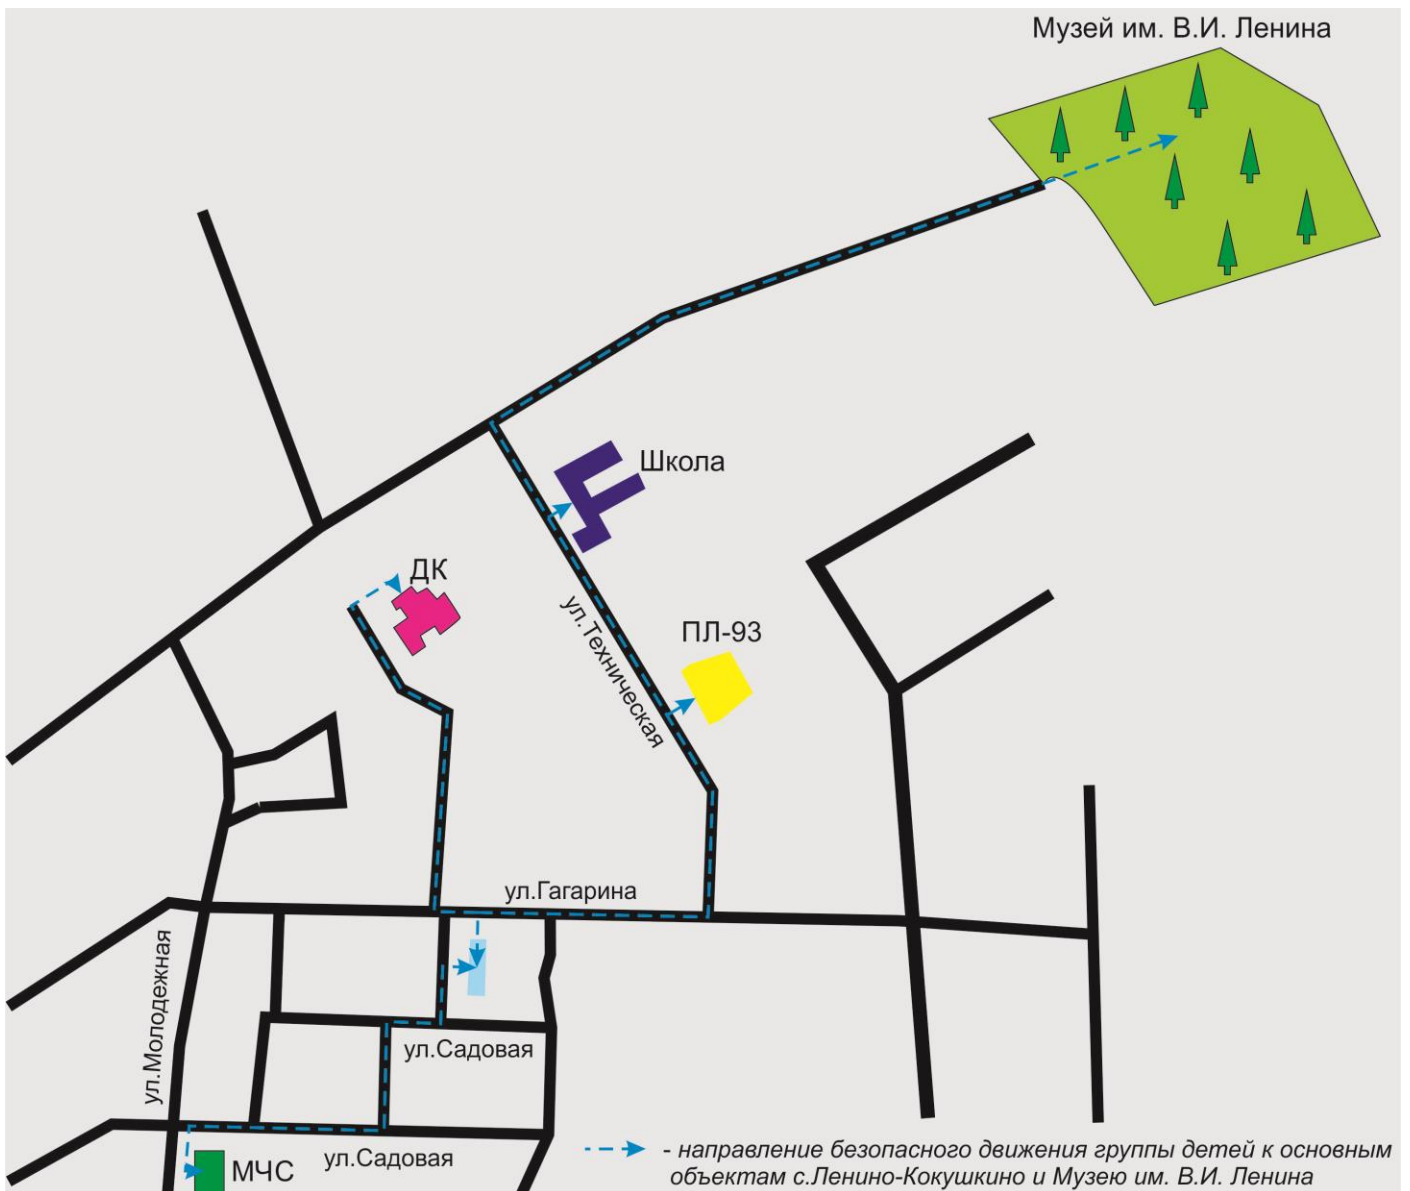 Музей им. В.И. Ленина
Школа
ДК
ул.Техническая
ПЛ-93
ул.Гагарина
ул.Молодежная
ул.Садовая
ул.Садовая
МЧС
- направление безопасного движения группы детей к основным
объектам с.Ленино-Кокушкино и Музею им. В.И. Ленина